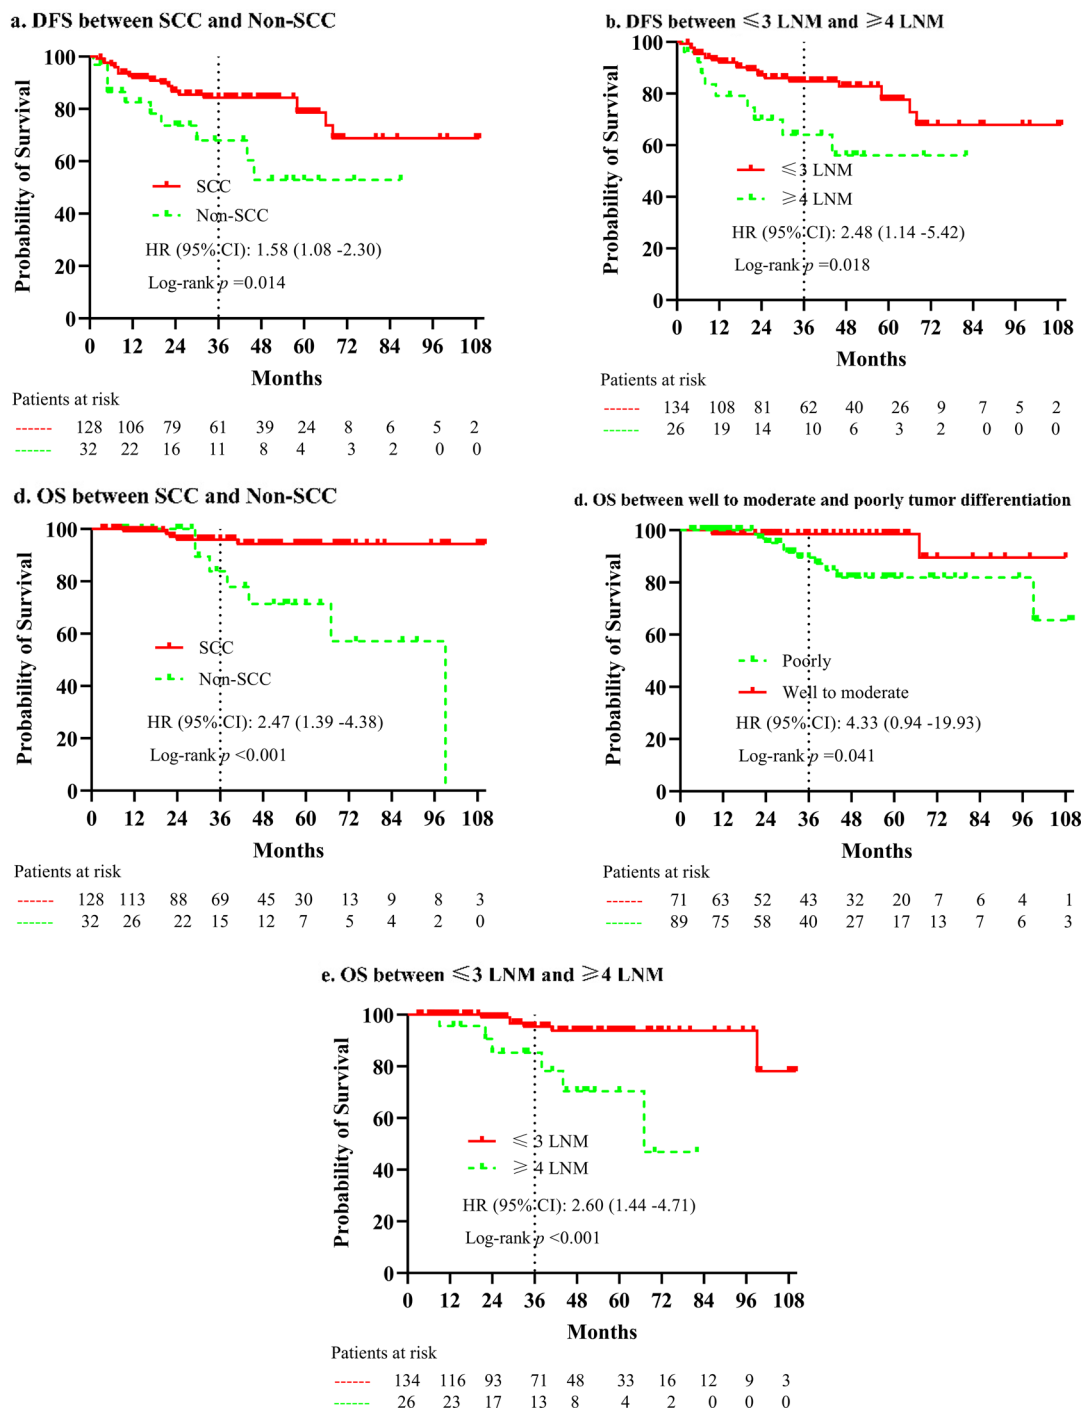 a. DFS between SCC and Non-SCC
Probability of Survival
100
80
60
40
20
0
SCC
Non-SCC
HR (95% CI): 1.58 (1.08 -2.30)
Log-rank p =0.014
0 12 24 36 48 60 72 84 96 108
Months
Patients at risk
128 106 79 61 39 24 8 6 5 2
32 22 16 11 8 4 3 2 0 0
b. DFS between ≤3 LNM and ≥4 LNM
Probability of Survival
100
80
60
40
20
0
≤3 LNM
≥4 LNM
HR (95% CI): 2.48 (1.14 -5.42)
Log-rank p =0.018
0 12 24 36 48 60 72 84 96 108
Months
Patients at risk
134 108 81 62 40 26 9 7 5 2
26 19 14 10 6 3 2 0 0 0
d. OS between SCC and Non-SCC
Probability of Survival
100
80
60
40
20
0
SCC
Non-SCC
HR (95% CI): 2.47 (1.39 -4.38)
Log-rank p <0.001
0 12 24 36 48 60 72 84 96 108
Months
Patients at risk
128 113 88 69 45 30 13 9 8 3
32 26 22 15 12 7 5 4 2 0
d. OS between well to moderate and poorly tumor differentiation
Probability of Survival
100
80
60
40
20
0
Poorly
Well to moderate
HR (95% CI): 4.33 (0.94 -19.93)
Log-rank p =0.041
0 12 24 36 48 60 72 84 96 108
Months
Patients at risk
71 63 52 43 32 20 7 6 4 1
89 75 58 40 27 17 13 7 6 3
e. OS between ≤3 LNM and ≥4 LNM
Probability of Survival
100
80
60
40
20
0
≤ 3 LNM
≥ 4 LNM
HR (95% CI): 2.60 (1.44 -4.71)
Log-rank p <0.001
0 12 24 36 48 60 72 84 96 108
Months
Patients at risk
134 116 93 71 48 33 16 12 9 3
26 23 17 13 8 4 2 0 0 0